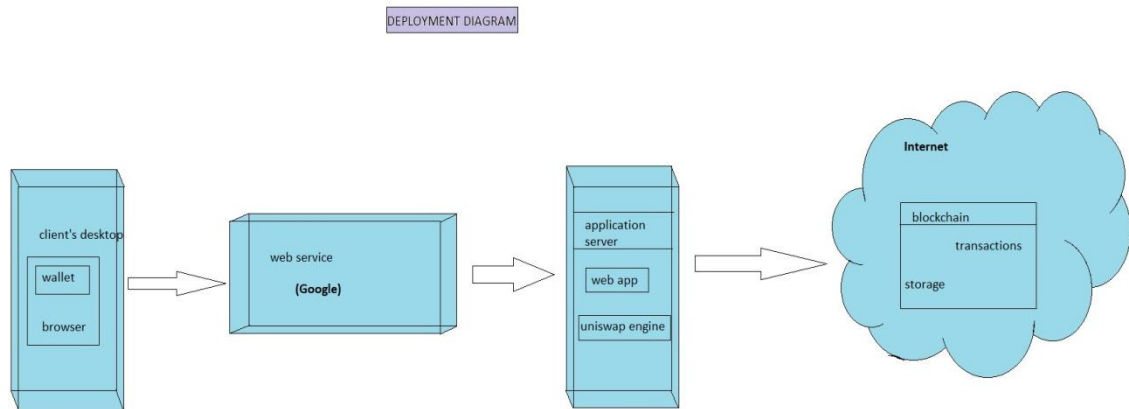 DEPLOYMENT DIAGRAM
client's desktop
wallet
browser
web service
(Google)
application
server
web app
uniswap engine
Internet
blockchain
transactions
storage